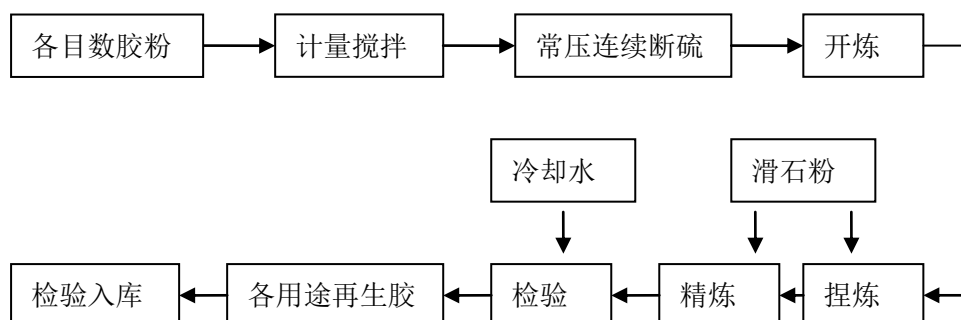 各目数胶粉
计量搅拌
常压连续断硫
开炼
冷却水
滑石粉
检验入库
各用途再生胶
检验
精炼
捏炼